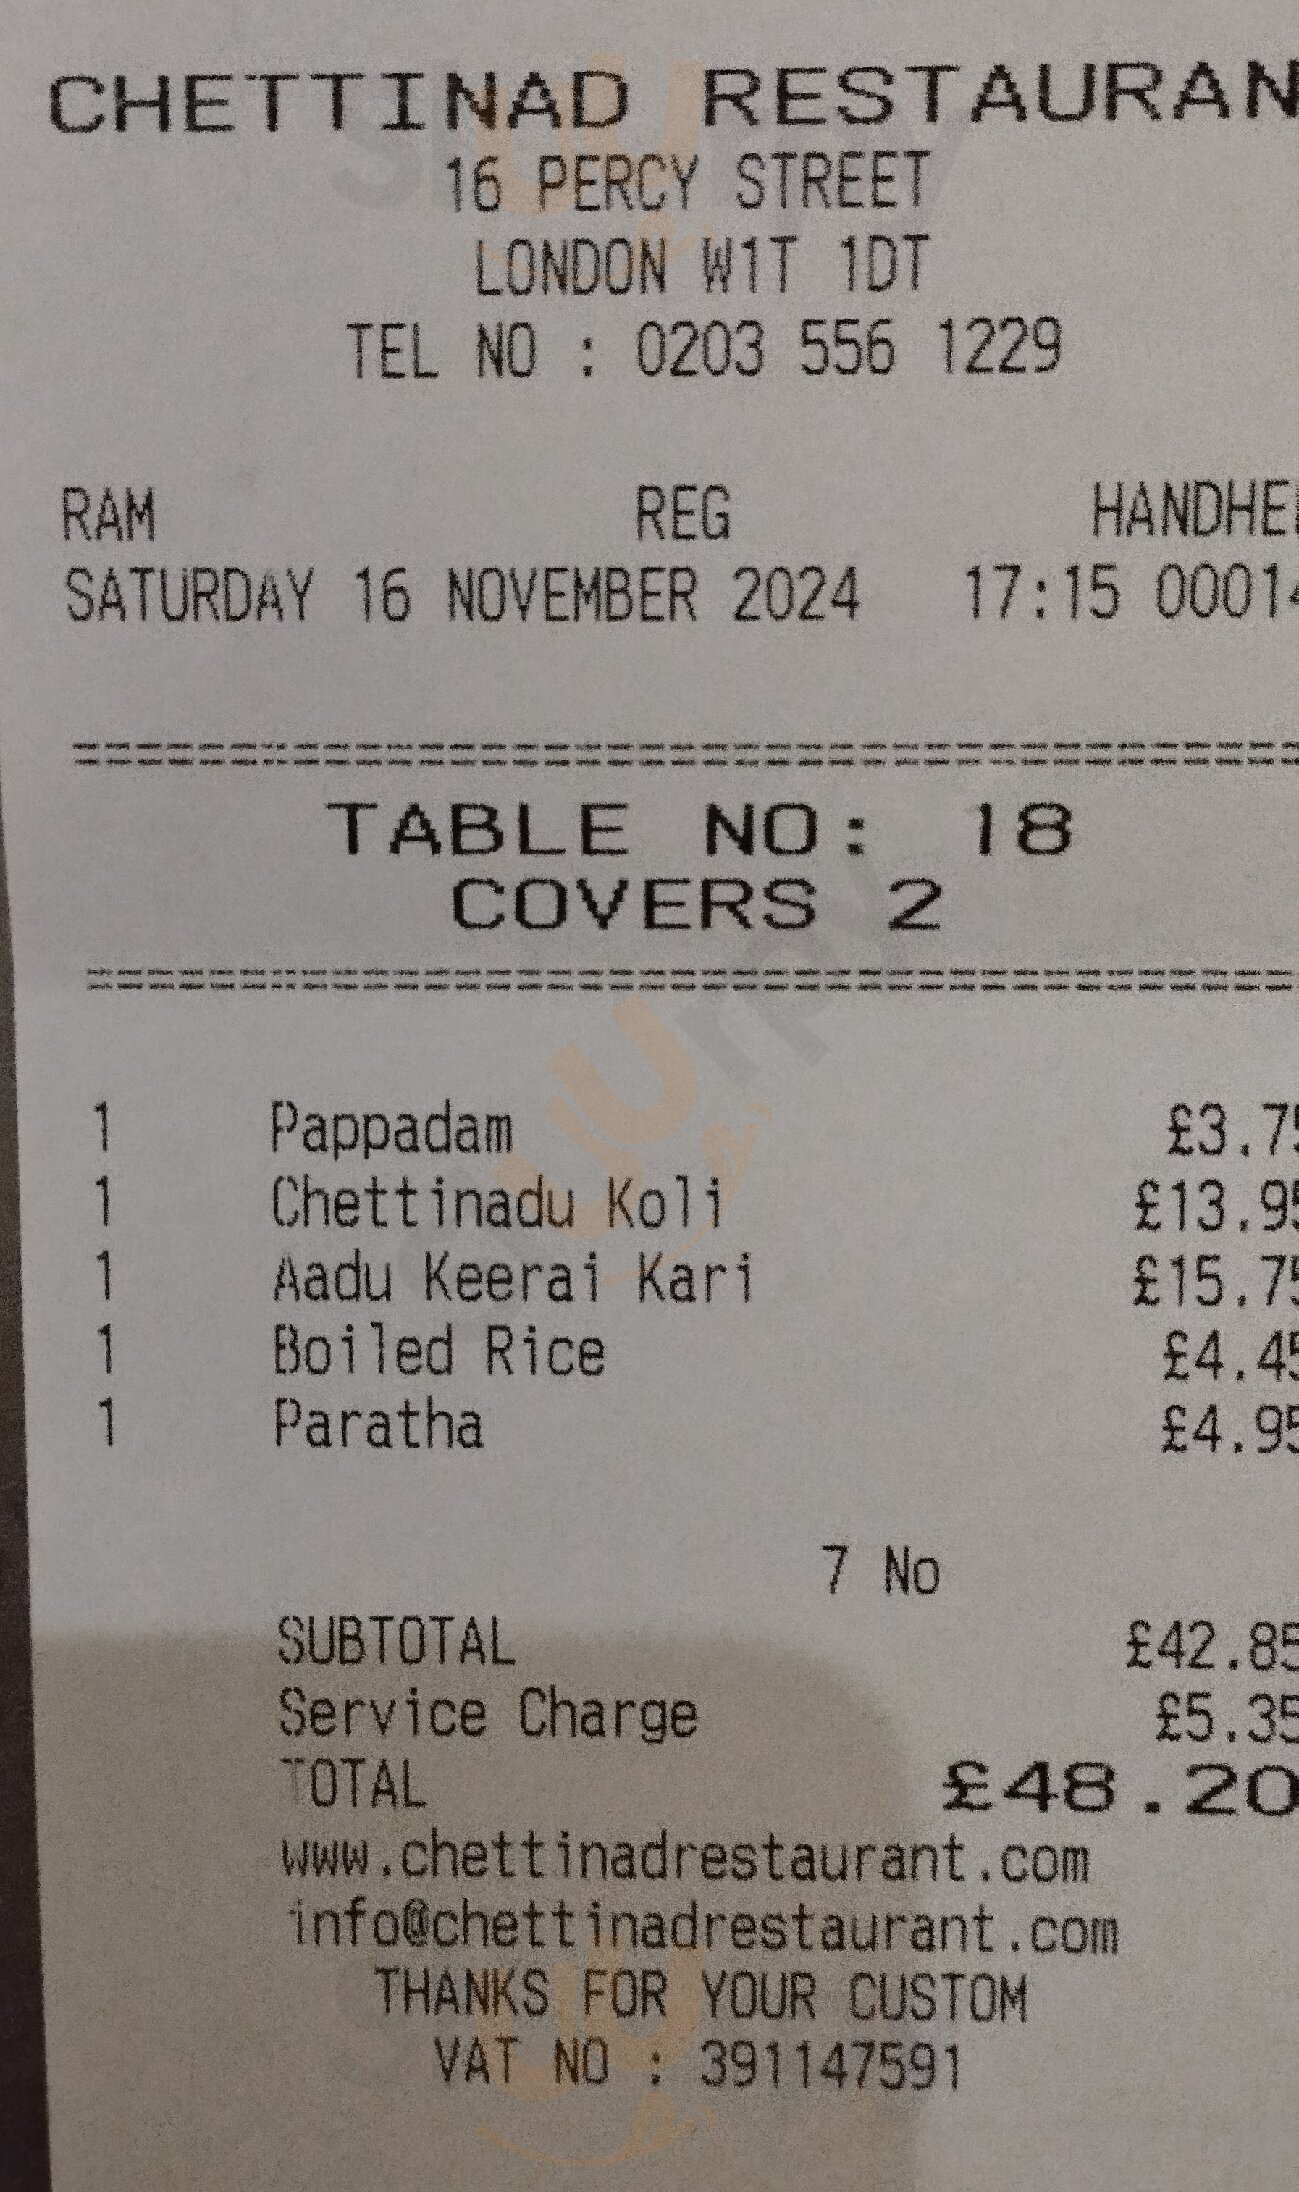 CHETTINAD RESTAURAN
16 PERCY STREET
LONDON W1T 1DT
TEL NO : 0203 556 1229
RAM REG HANDHE
SATURDAY 16 NOVEMBER 2024 17:15 00014
TABLE NO: 18
COVERS 2
1 Pappadam £3.75
1 Chettinadu Koli £13.95
1 Aadu Keerai Kari £15.75
1 Boiled Rice £4.45
1 Paratha £4.95
7 No
SUBTOTAL £42.85
Service Charge £5.35
TOTAL £48.20
www.chettinadrestaurant.com
info@chettinadrestaurant.com
THANKS FOR YOUR CUSTOM
VAT NO : 391147591